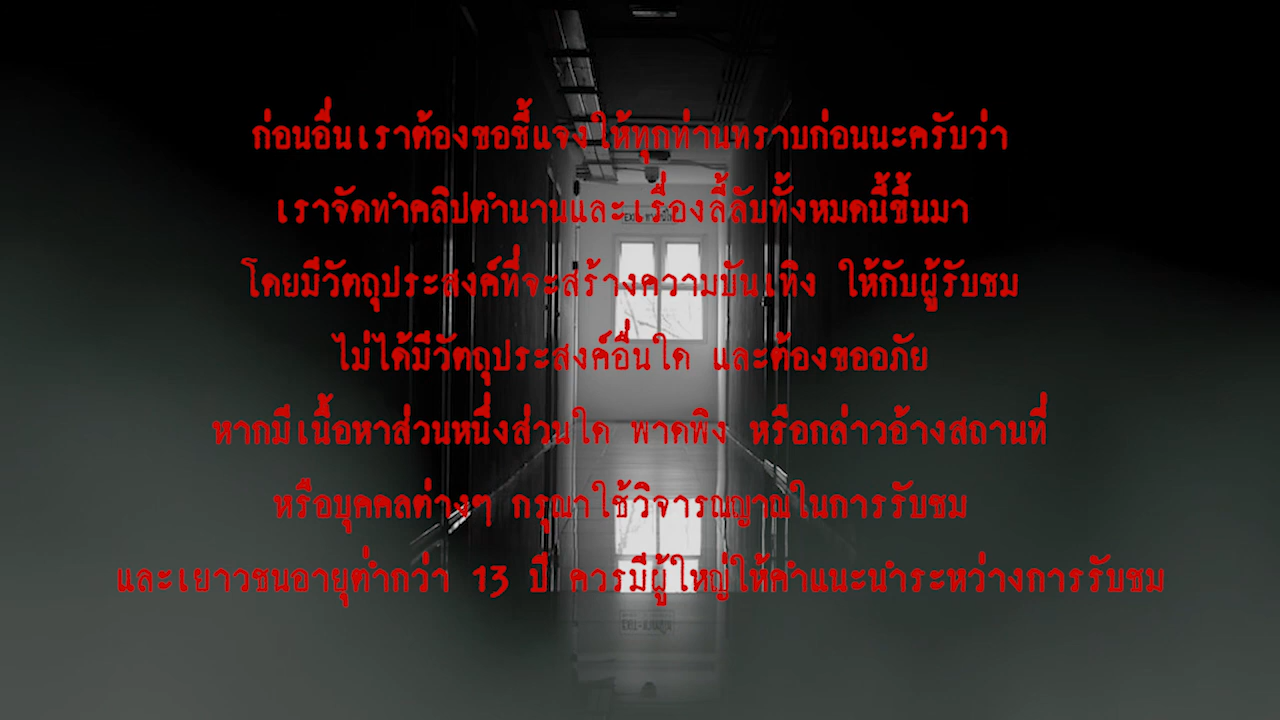 ก่อนอื่นเราต้องขอชี้แจงให้ทุกท่านทราบก่อนนะครับว่า
เราจัดทำคลิปตำนานและเรื่องลี้ลับทั้งหมดนี้ขึ้นมา
โดยมีวัตถุประสงค์ที่จะสร้างความบันเทิง ให้กับผู้รับชม
ไม่ได้มีวัตถุประสงค์อื่นใด และต้องขออภัย
หากมีเนื้อหาส่วนหนึ่งส่วนใด พาดพิง หรือกล่าวอ้างสถานที่
หรือบุคคลต่างๆ กรุณาใช้วิจารณญาณในการรับชม
และเยาวชนอายุต่ำกว่า 13 ปี ควรมีผู้ใหญ่ให้คำแนะนำระหว่างการรับชม